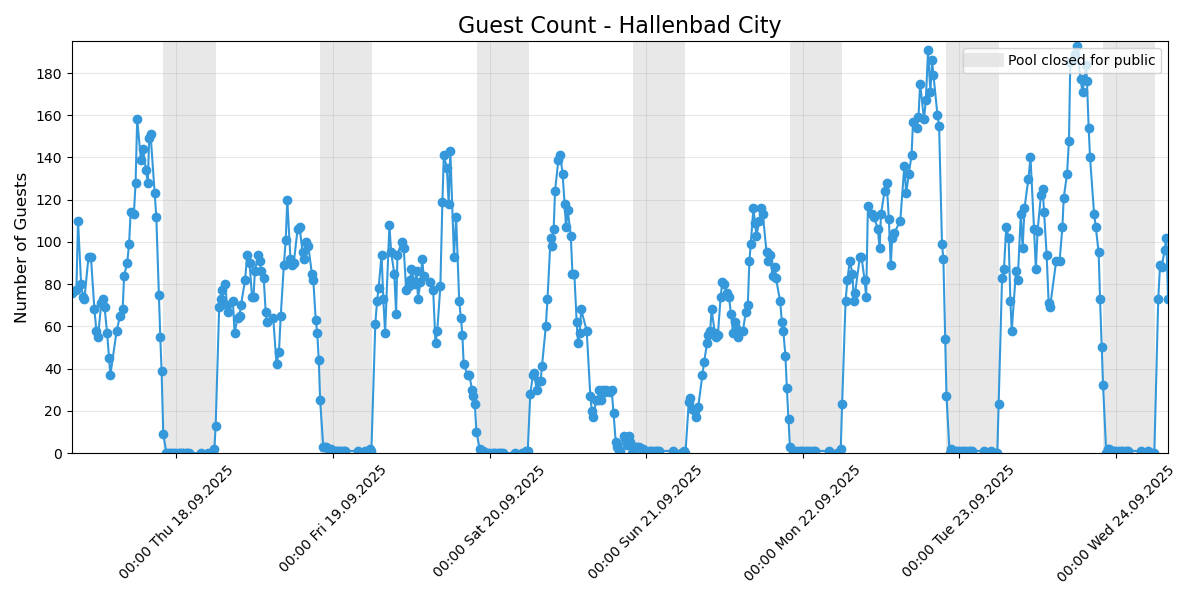 Guest Count - Hallenbad City
Number of Guests
180
160
140
120
100
80
60
40
20
0
Pool closed for public
00:00 Thu 18.09.2025
00:00 Fri 19.09.2025
00:00 Sat 20.09.2025
00:00 Sun 21.09.2025
00:00 Mon 22.09.2025
00:00 Tue 23.09.2025
00:00 Wed 24.09.2025